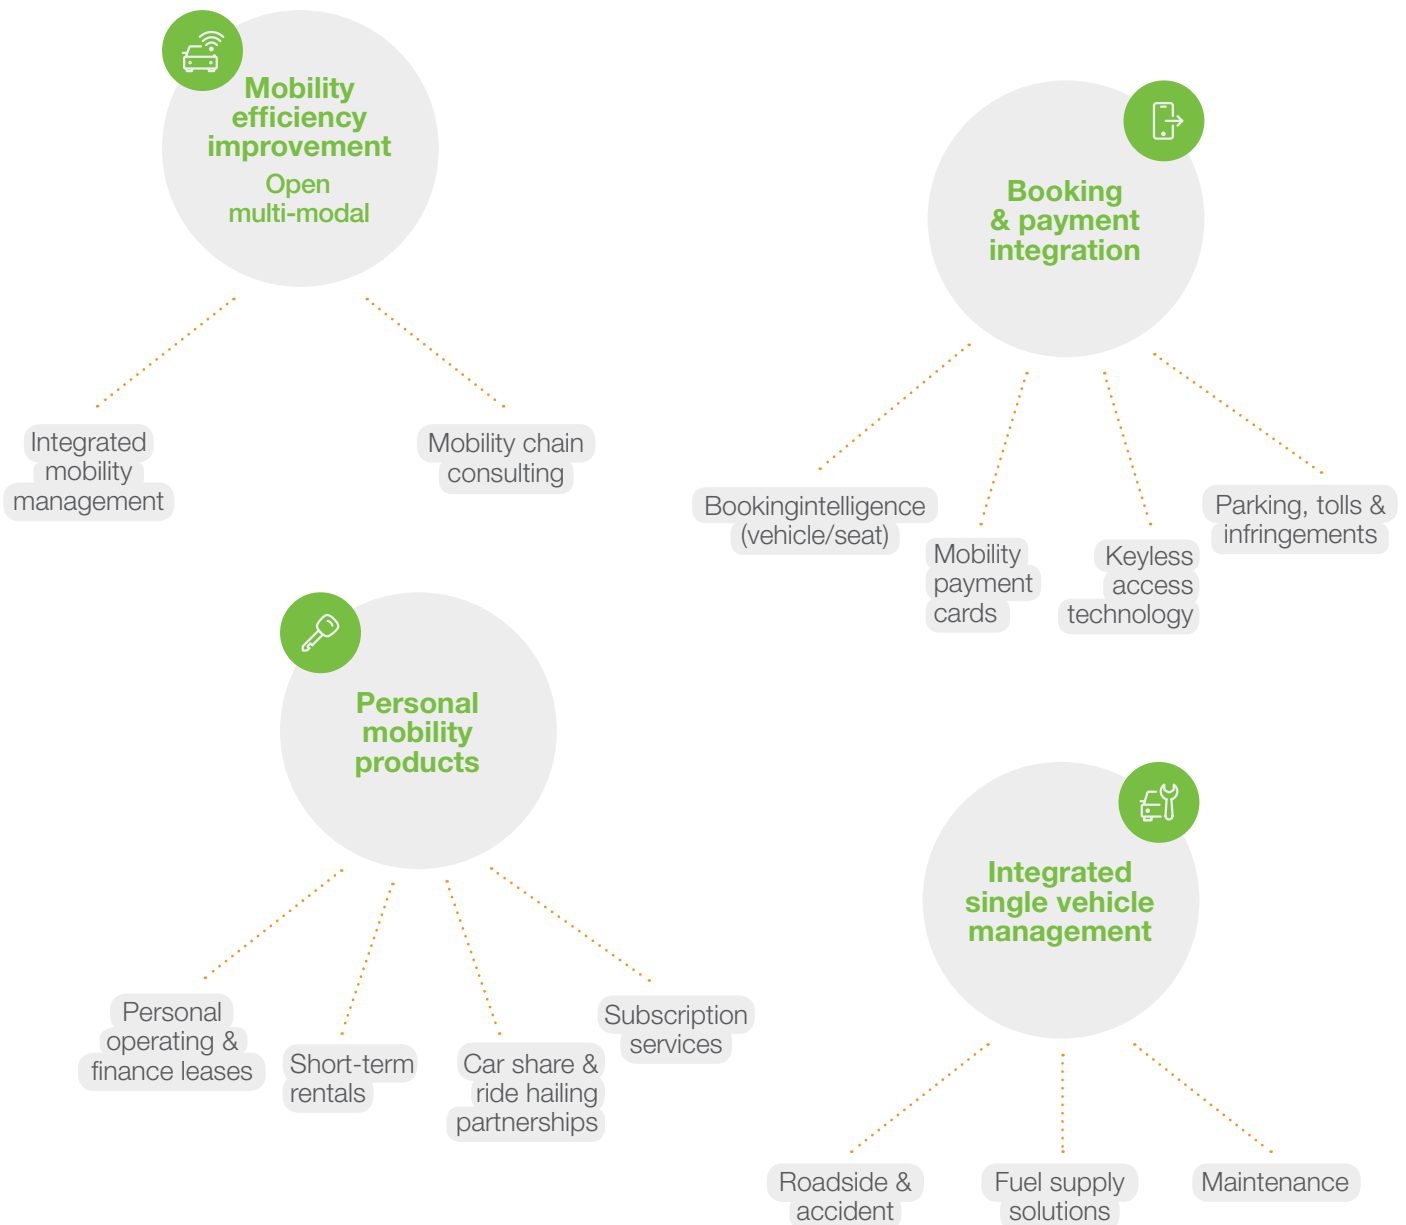 Mobility
efficiency
improvement
Open
multi-modal
Integrated
mobility
management
Mobility chain
consulting
Booking
& payment
integration
Bookingintelligence
(vehicle/seat)
Mobility
payment
cards
Keyless
access
technology
Parking, tolls &
infringements
Personal
mobility
products
Personal
operating &
finance leases
Short-term
rentals
Car share &
ride hailing
partnerships
Subscription
services
Integrated
single vehicle
management
Roadside &
accident
Fuel supply
solutions
Maintenance